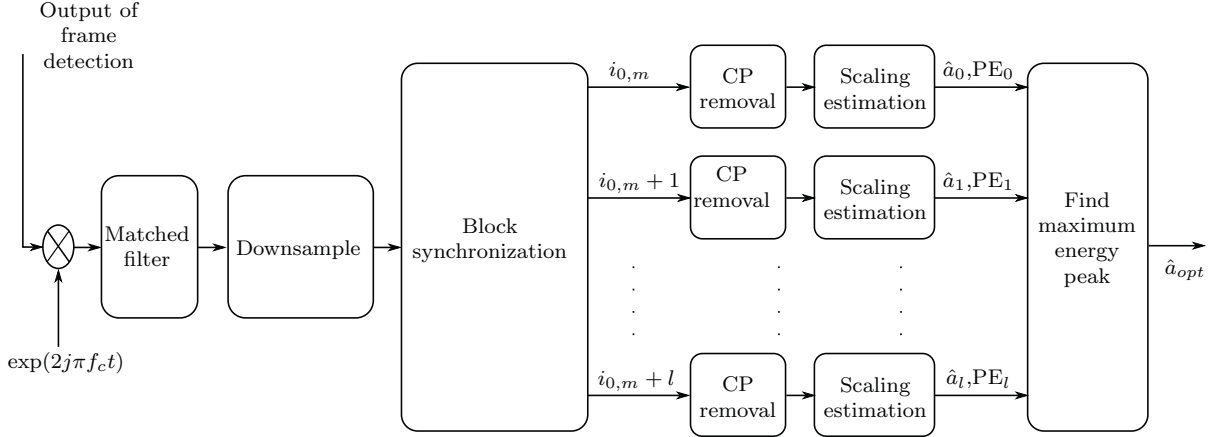 Output of
frame
detection
exp(2jπf_c t)
Matched
filter
Downsample
Block
synchronization
i_{0,m}
CP
removal
Scaling
estimation
â_0,PE_0
i_{0,m} + 1
CP
removal
Scaling
estimation
â_1,PE_1
i_{0,m} + l
CP
removal
Scaling
estimation
â_l,PE_l
Find
maximum
energy
peak
â_{opt}